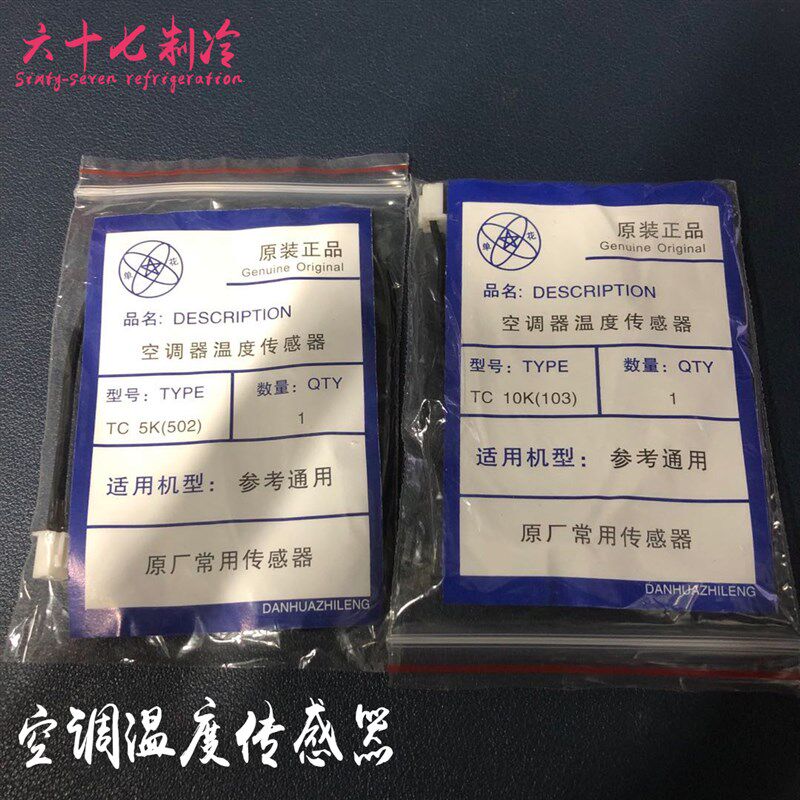 六十七制冷
Sixty-seven refrigeration
单 花
原装正品
Genuine Original
品名: DESCRIPTION
空调器温度传感器
型号: TYPE
数量: QTY
TC 5K(502)
1
适用机型: 参考通用
原厂常用传感器
DANHUAZHILENG
单 花
原装正品
Genuine Original
品名: DESCRIPTION
空调器温度传感器
型号: TYPE
数量: QTY
TC 10K(103)
1
适用机型: 参考通用
原厂常用传感器
DANHUAZHILENG
空调温度传感器